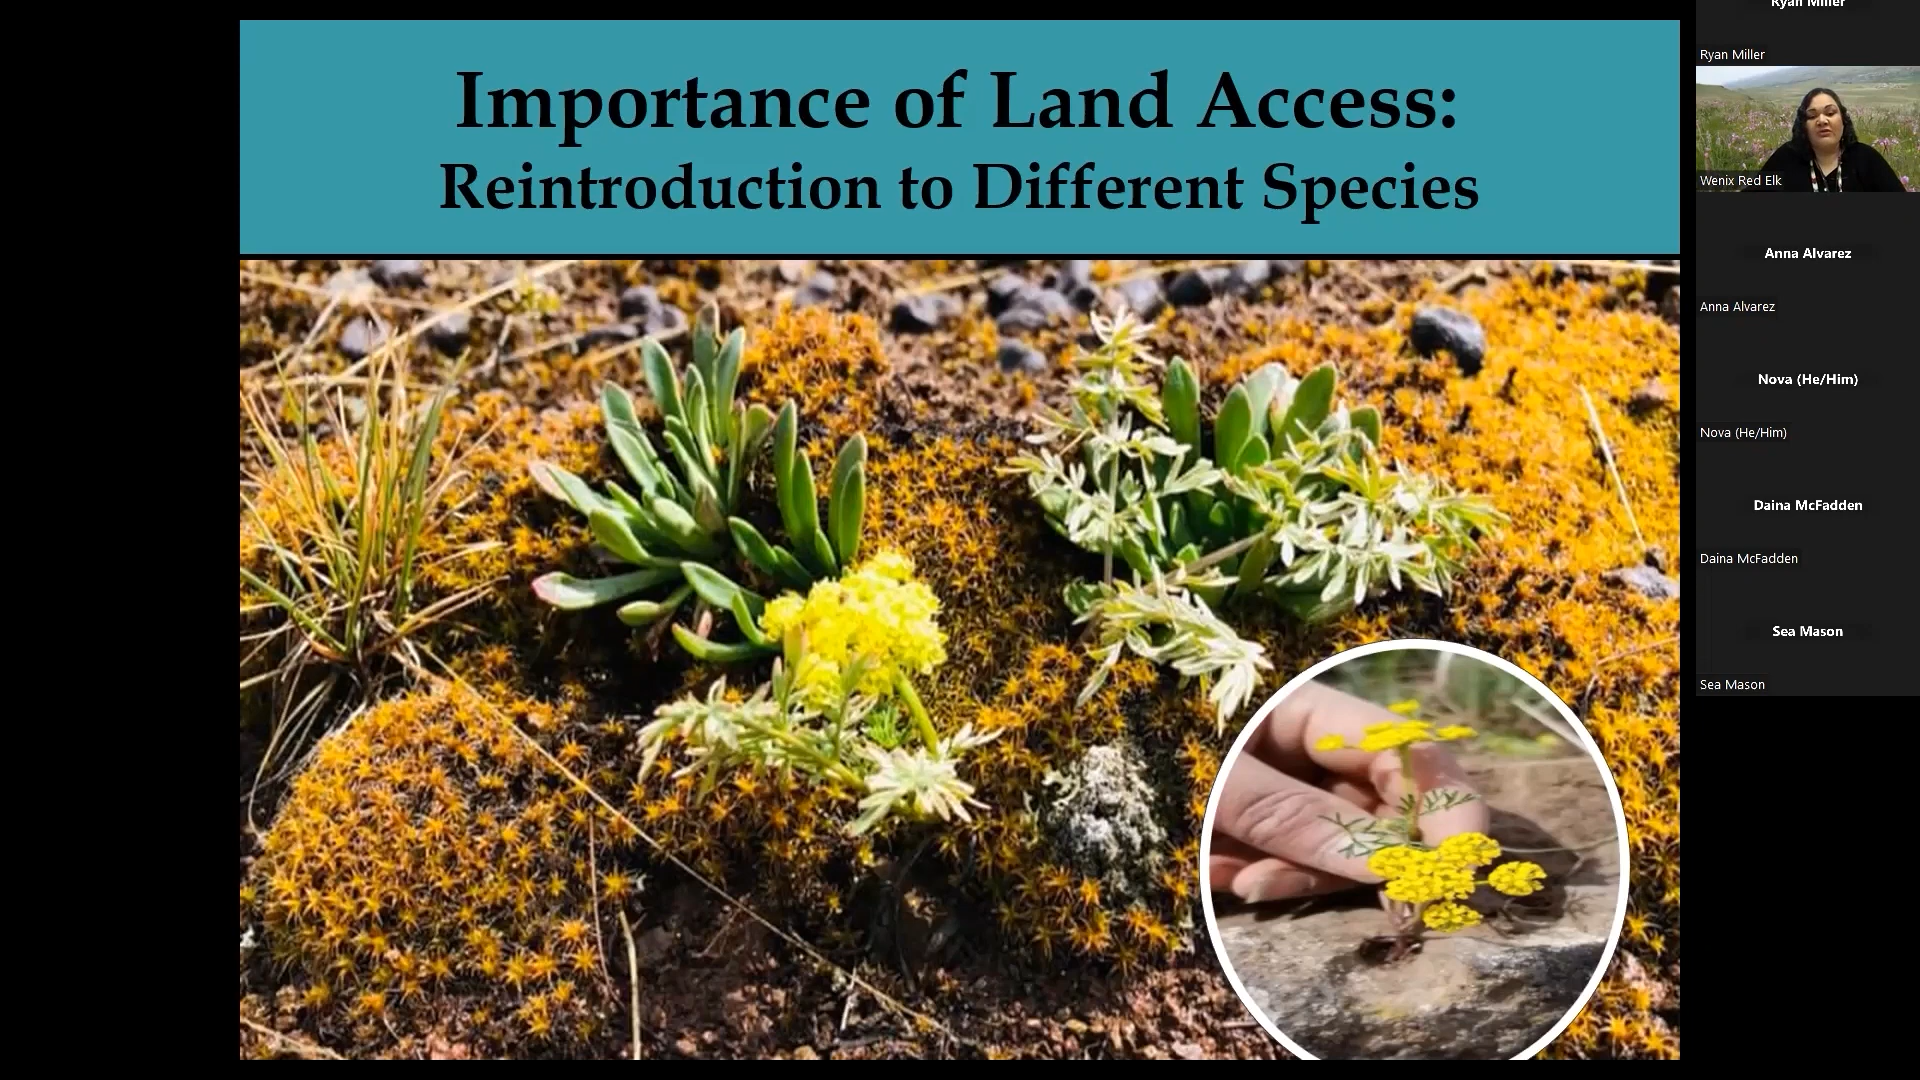 Importance of Land Access:
Reintroduction to Different Species
Ryan Miller
Ryan Miller
Wenix Red Elk
Anna Alvarez
Anna Alvarez
Nova (He/Him)
Nova (He/Him)
Daina McFadden
Daina McFadden
Sea Mason
Sea Mason